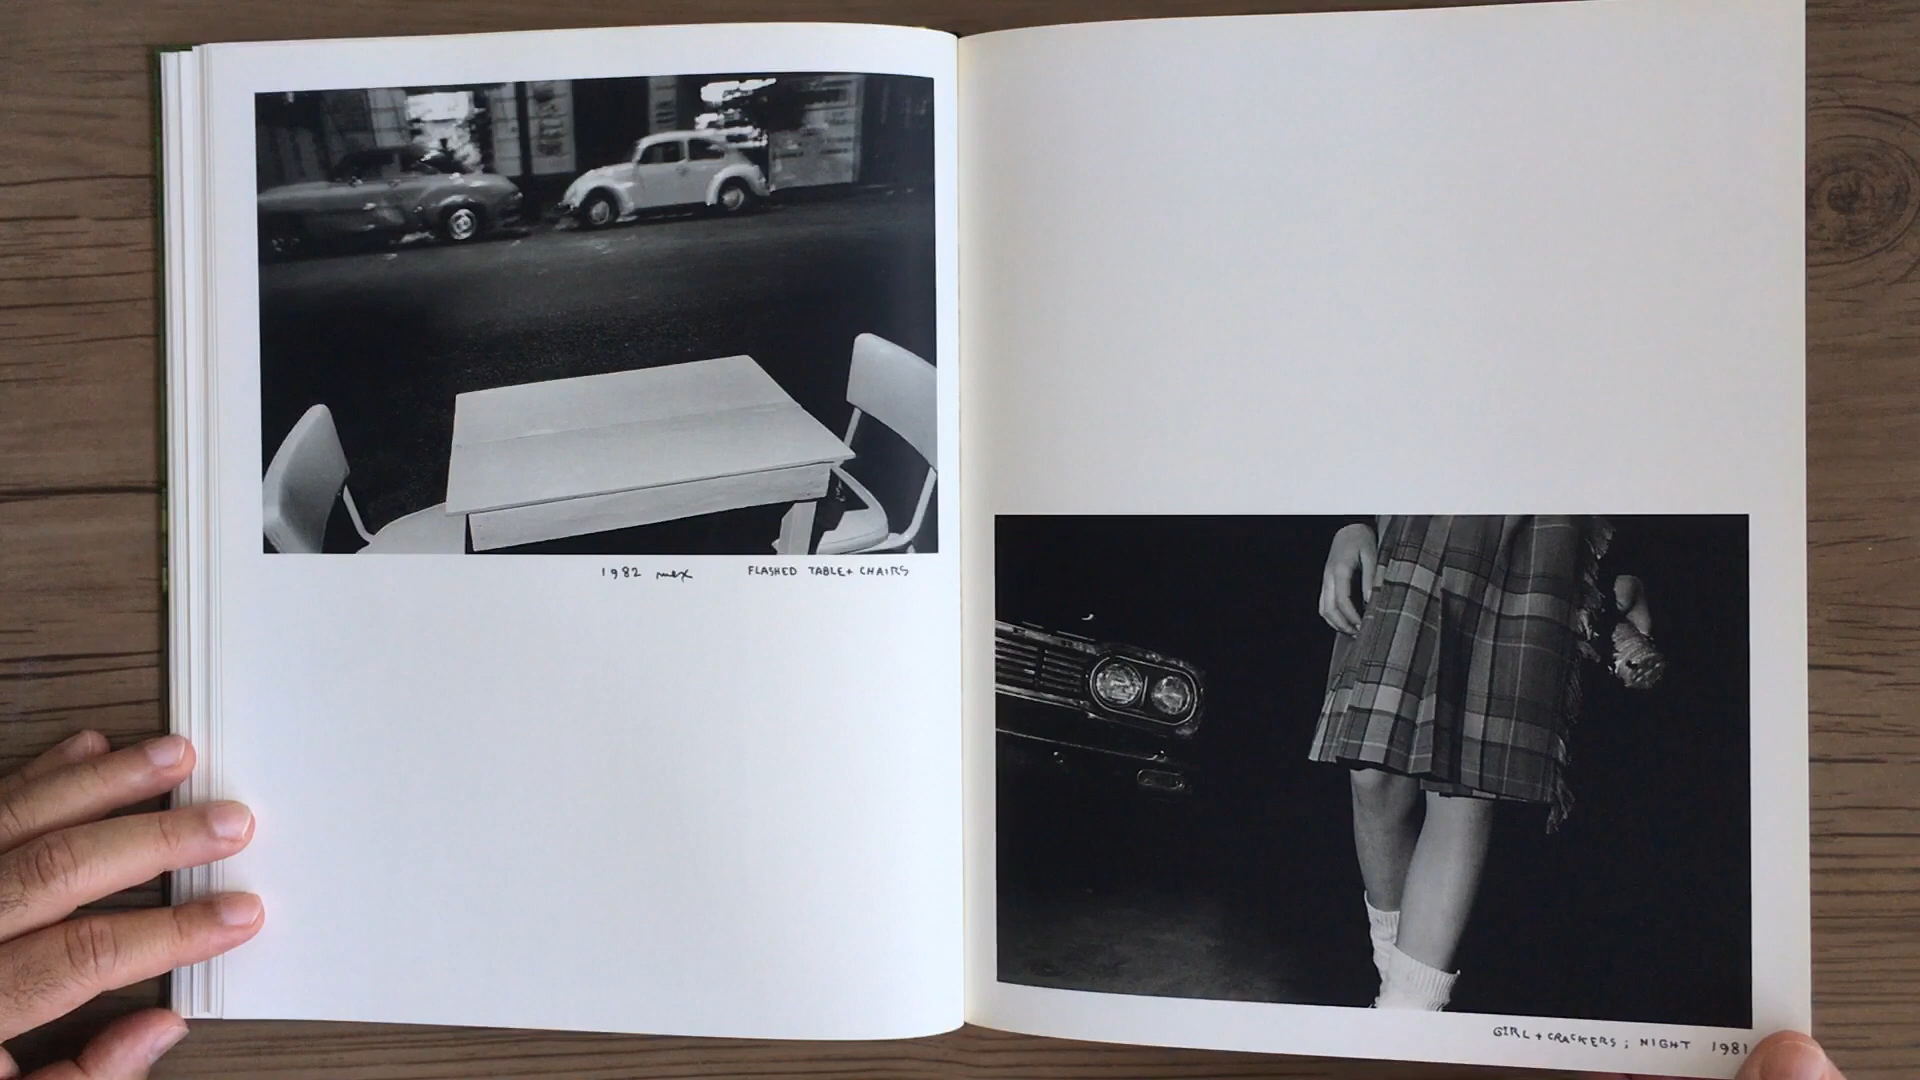 1982 mex FLASHED TABLE+ CHAIRS
GIRL + CRACKERS; NIGHT 1981